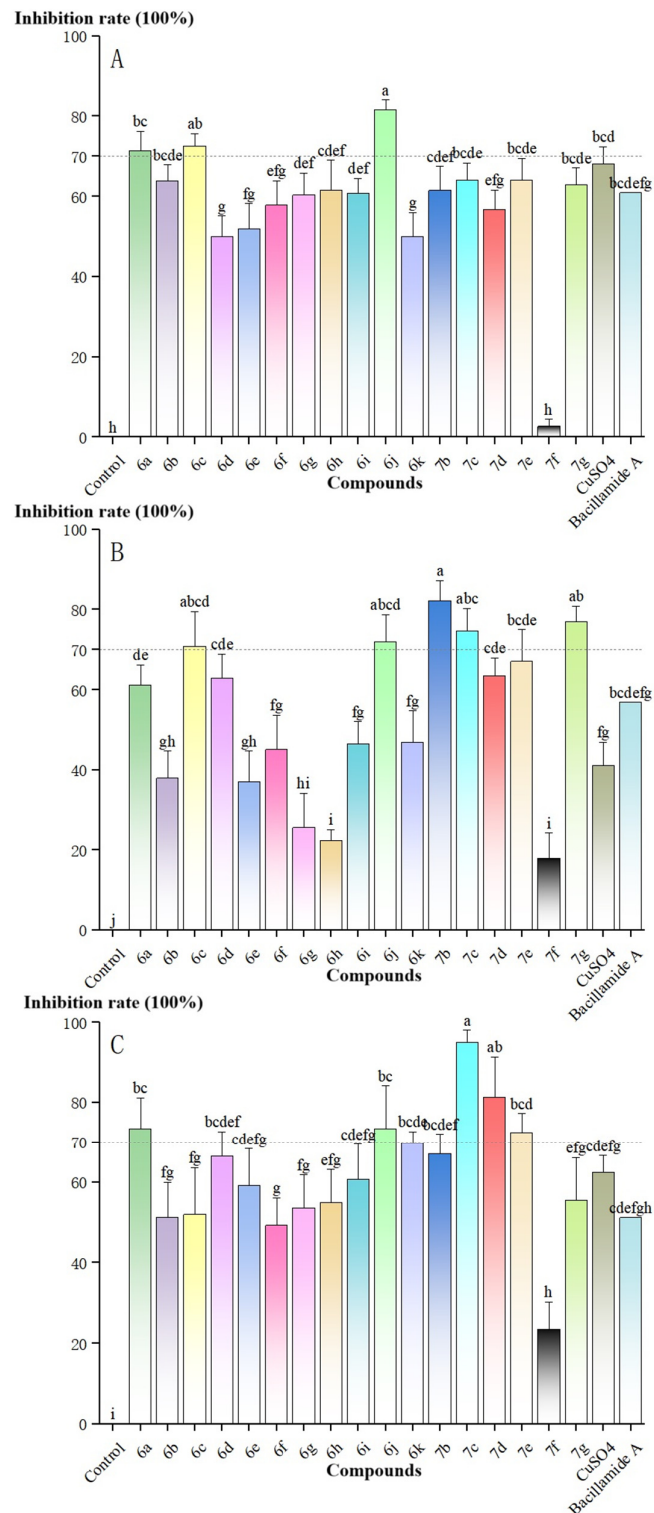 Inhibition rate (100%)
100
A
a
80
bc
ab
bcd
cdef
bcde
bcde
70
bcde
cdef
bcde
def
def
bcdefg
efg
efg
60
fg
g
g
40
20
h
h
0
Control
6a
6b
6c
6d
6e
6f
6g
6h
6i
6j
6k
7b
7c
7d
7e
7f
7g
CuSO4
Bacillamide A
Compounds
Inhibition rate (100%)
100
B
a
80
abcd
abcd
abc
ab
bcde
70
de
cde
cde
60
bcdefg
fg
fg
fg
fg
gh
gh
40
hi
i
i
20
j
0
Control
6a
6b
6c
6d
6e
6f
6g
6h
6i
6j
6k
7b
7c
7d
7e
7f
7g
CuSO4
Bacillamide A
Compounds
Inhibition rate (100%)
100
C
a
ab
80
bc
bc
bcd
bcdef
bcde
bcdef
70
cdefg
cdefg
efg
cdefg
fg
fg
fg
efg
60
g
cdefgh
40
h
20
i
0
Control
6a
6b
6c
6d
6e
6f
6g
6h
6i
6j
6k
7b
7c
7d
7e
7f
7g
CuSO4
Bacillamide A
Compounds